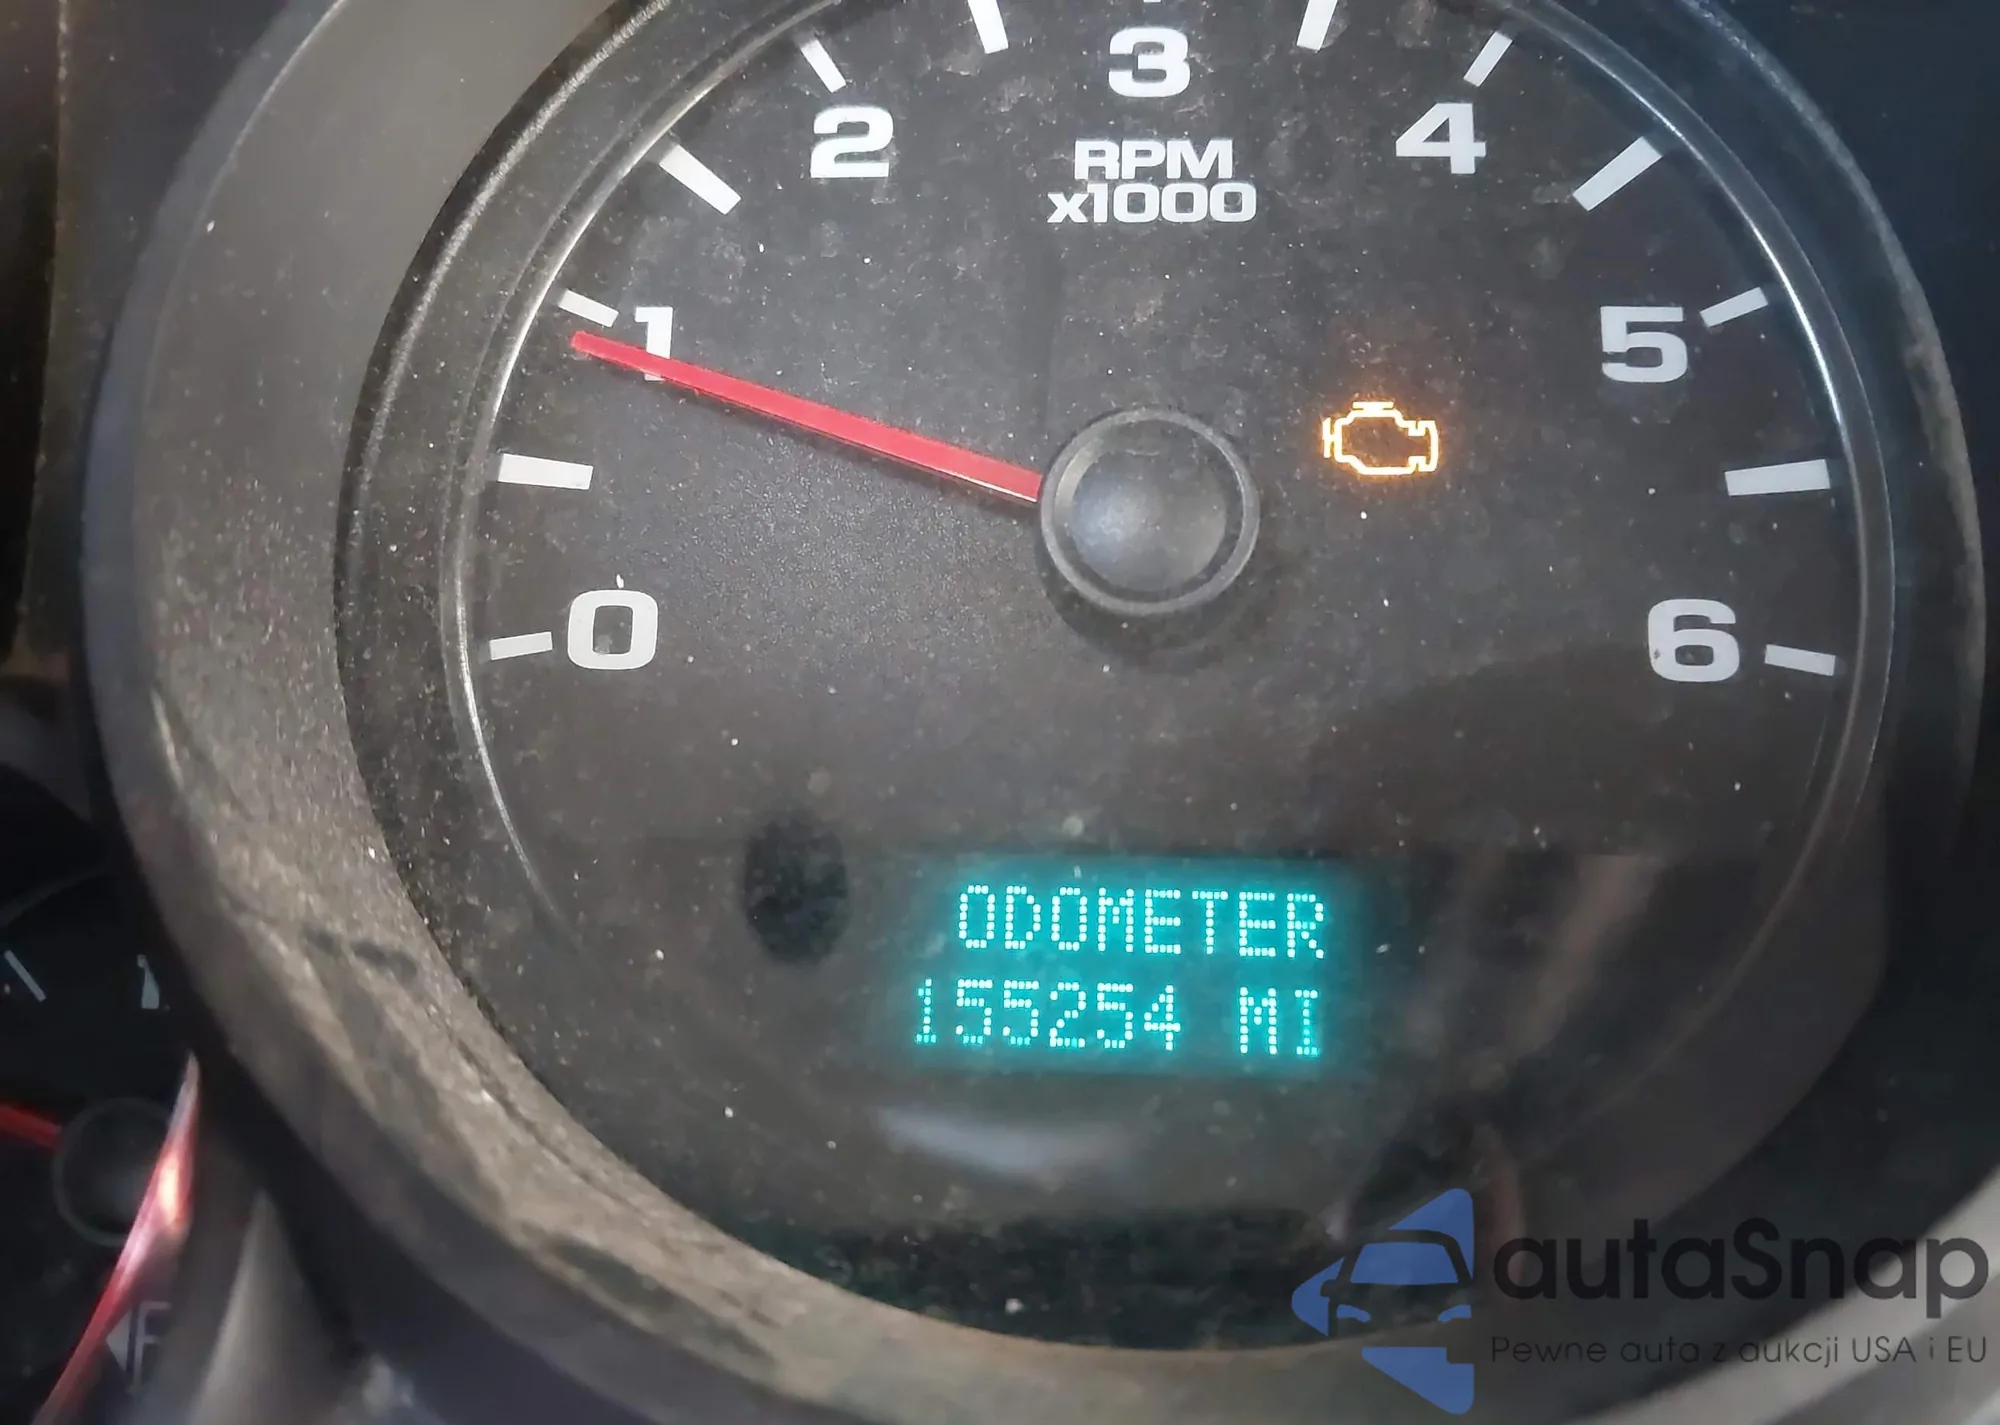 3
2
4
RPM
x1000
1
5
0
6
ODOMETER
155254 MI
F
autaSnap
Pewne auta z aukcji USA i EU